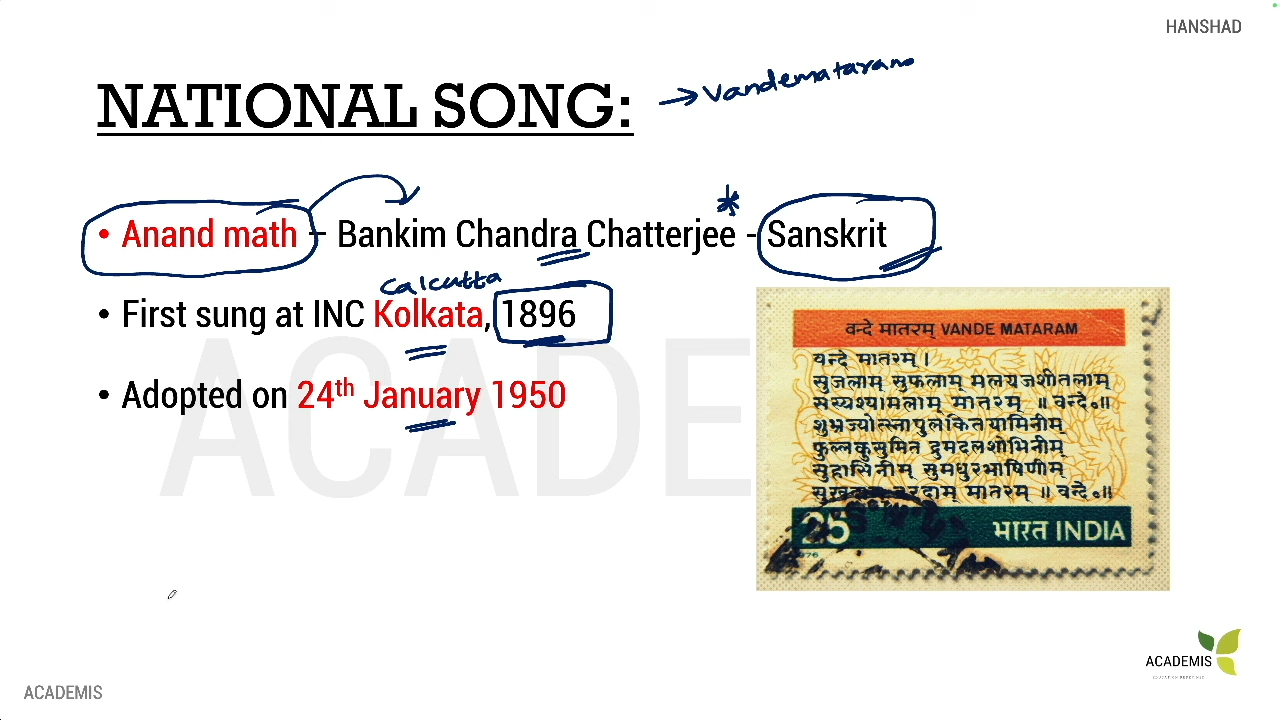 HANSHAD
NATIONAL SONG:
→ Vandemataram
• Anand math – Bankim Chandra Chatterjee * - Sanskrit
Calcutta
• First sung at INC Kolkata, 1896
• Adopted on 24th January 1950
ACADE
वन्दे मातरम् VANDE MATARAM
वन्दे मातरम् ।
सुजलाम् सुफलाम् मलयजशीतलाम्
सस्यश्यामलाम् मातरम् ॥ वन्दे॰॥
शुभ्रज्योत्स्नापुलकितयामिनीम्
फुल्लकुसुमित द्रुमदलशोभिनीम्
सुहासिनीम् सुमधुरभाषिणीम्
मातरम् ॥ वन्दे॰॥
25 भारत INDIA
ACADEMIS
ACADEMIS